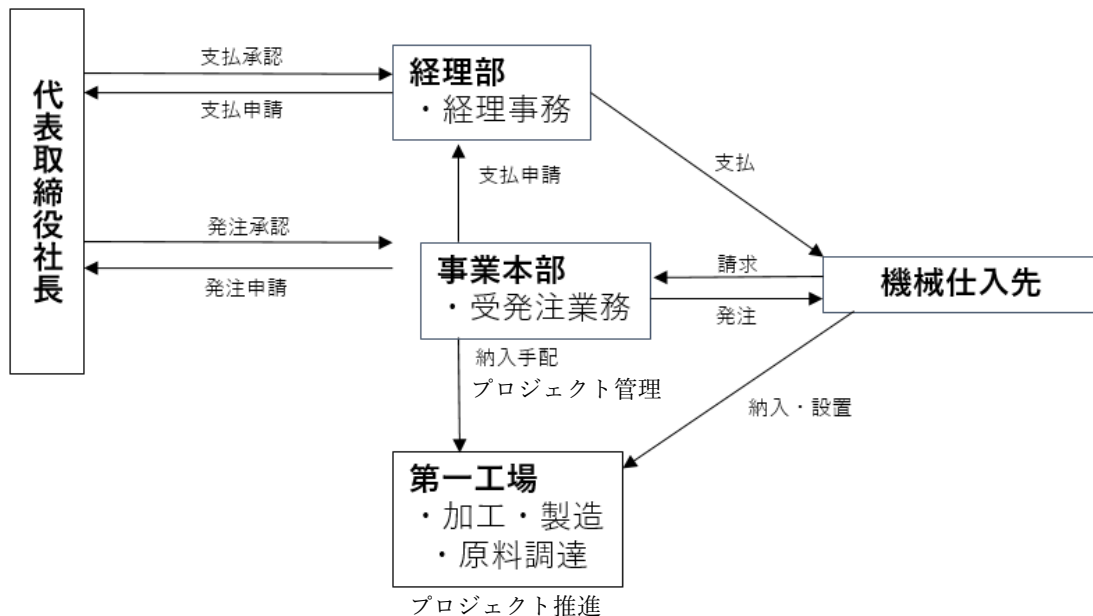 代表取締役社長
支払承認
支払申請
経理部
・経理事務
支払申請
支払
発注承認
発注申請
事業本部
・受発注業務
請求
発注
機械仕入先
納入手配
プロジェクト管理
納入・設置
第一工場
・加工・製造
・原料調達
プロジェクト推進